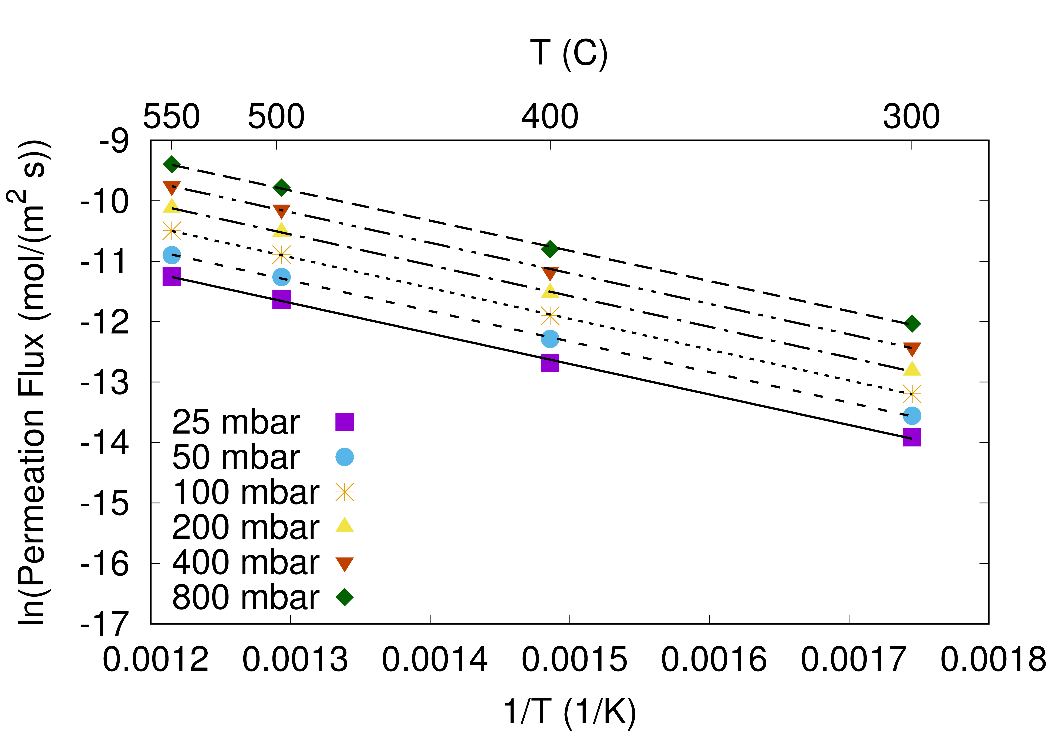 T (C)
550 500 400 300
-9
-10
-11
-12
-13
-14
-15
-16
-17
ln(Permeation Flux (mol/(m² s))
25 mbar
50 mbar
100 mbar
200 mbar
400 mbar
800 mbar
0.0012 0.0013 0.0014 0.0015 0.0016 0.0017 0.0018
1/T (1/K)